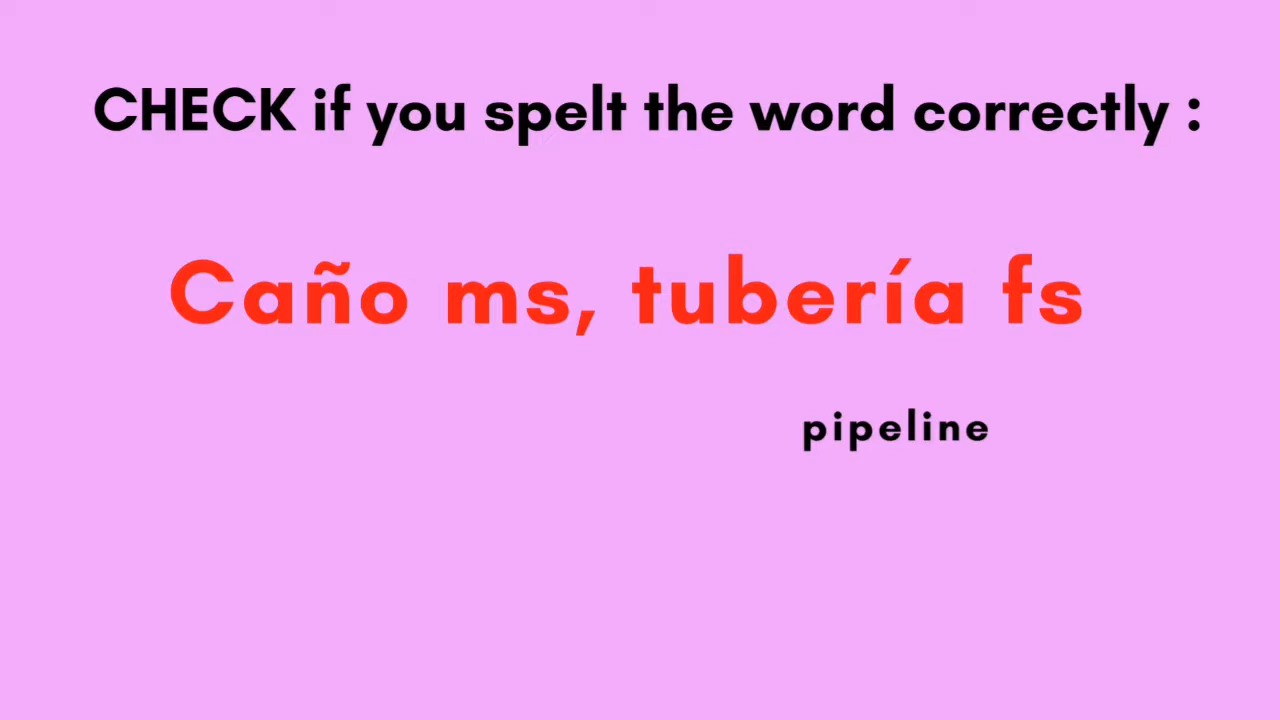 CHECK if you spelt the word correctly :
Caño ms, tubería fs
pipeline